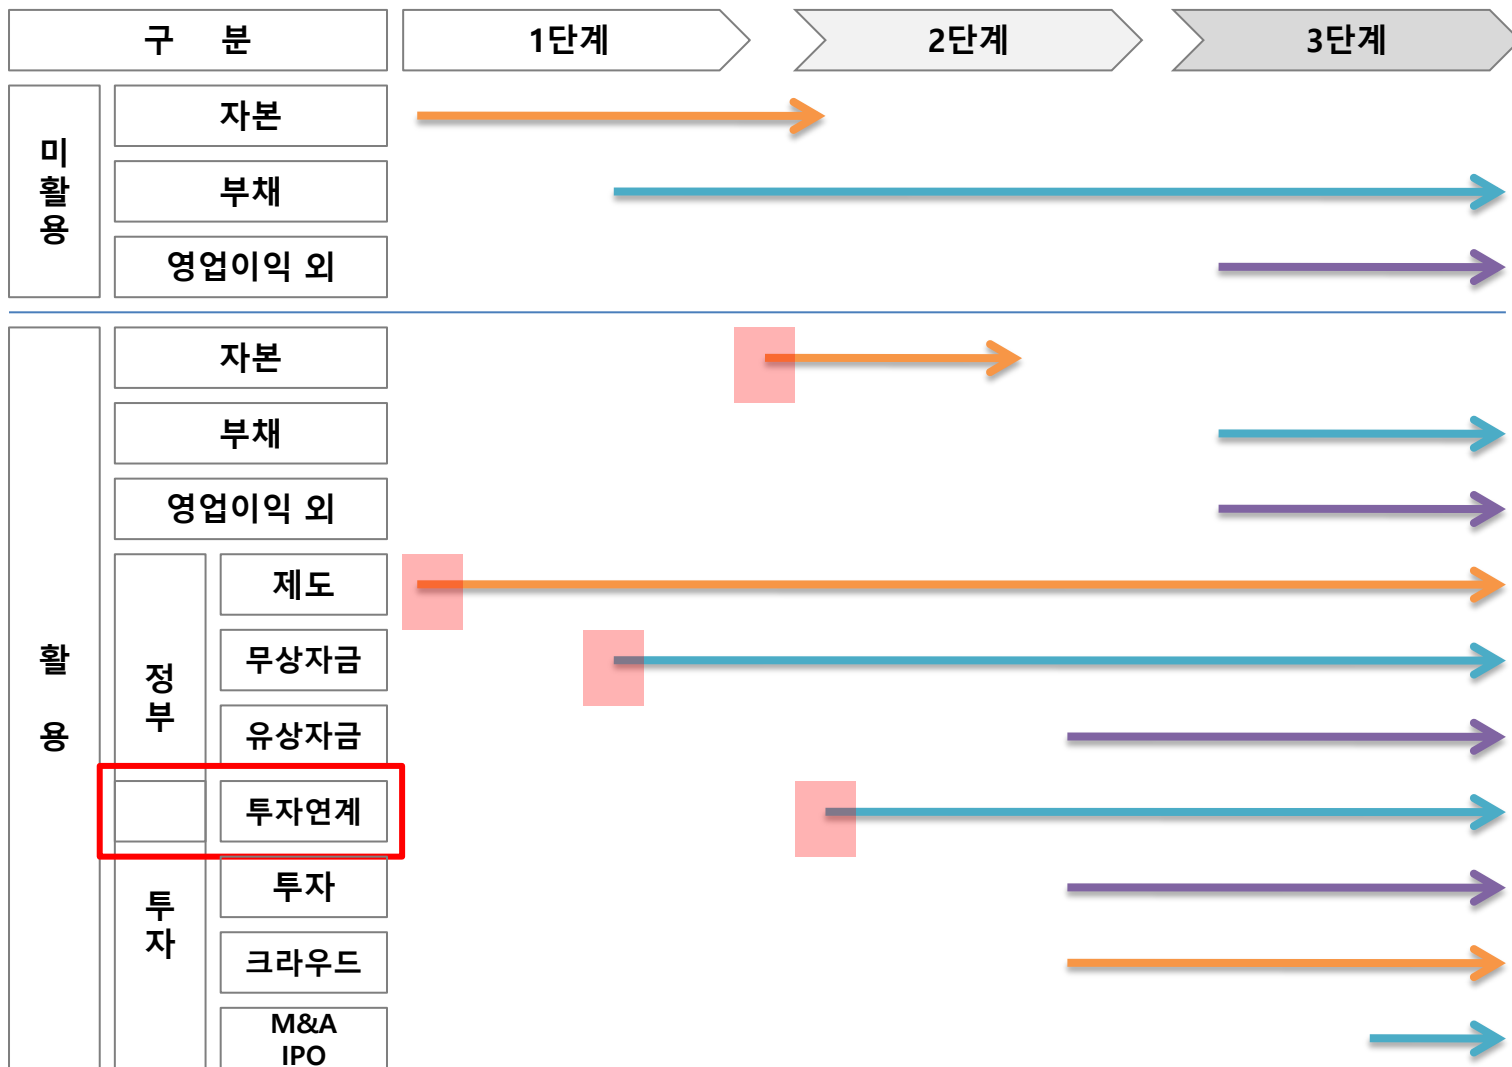 구 분
1단계
2단계
3단계
미
활
용
자본
부채
영업이익 외
활
용
자본
부채
영업이익 외
정
부
제도
무상자금
유상자금
투자연계
투
자
투자
크라우드
M&A
IPO